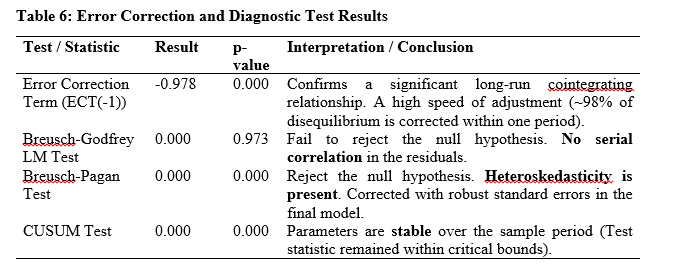 Table 6: Error Correction and Diagnostic Test Results
Test / Statistic Result p-value Interpretation / Conclusion
Error Correction -0.978 0.000 Confirms a significant long-run cointegrating
Term (ECT(-1)) relationship. A high speed of adjustment (~98% of
disequilibrium is corrected within one period).
Breusch-Godfrey 0.000 0.973 Fail to reject the null hypothesis. No serial
LM Test correlation in the residuals.
Breusch-Pagan 0.000 0.000 Reject the null hypothesis. Heteroskedasticity is
Test present. Corrected with robust standard errors in the
final model.
CUSUM Test 0.000 0.000 Parameters are stable over the sample period (Test
statistic remained within critical bounds).